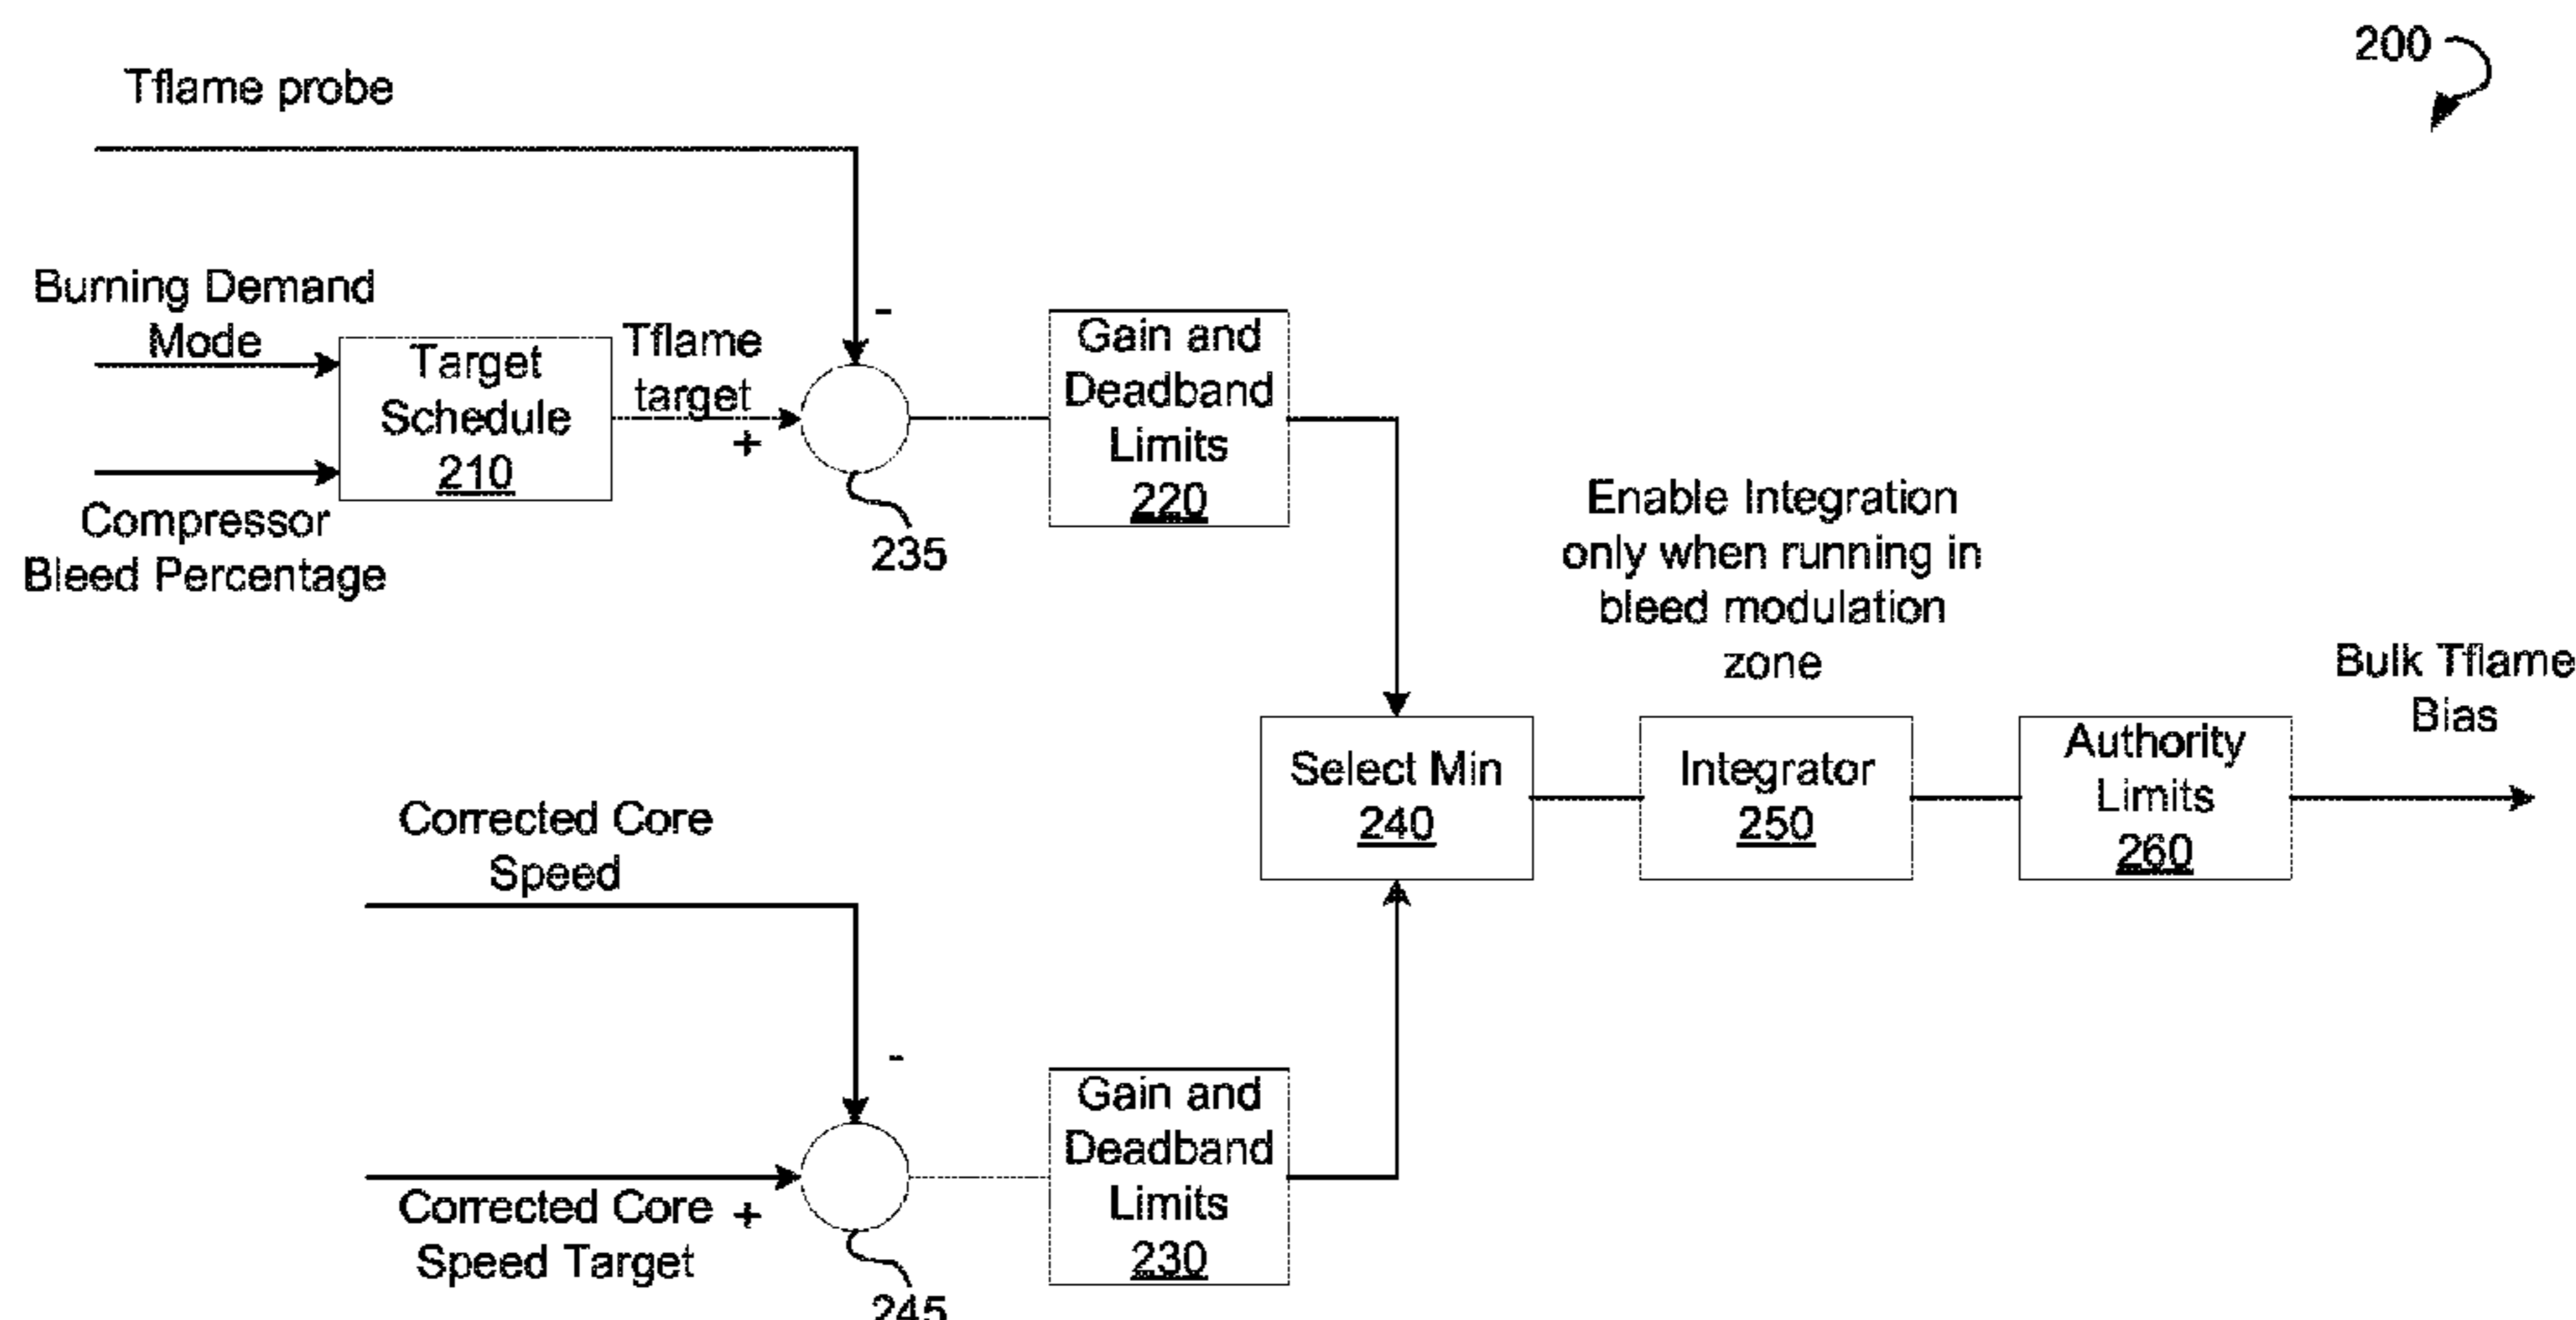 200
Tflame probe
-
Burning Demand
Mode
Compressor
Bleed Percentage
Target
Schedule
210
Tflame
target
+
235
Gain and
Deadband
Limits
220
Enable Integration
only when running in
bleed modulation
zone
Select Min
240
Integrator
250
Authority
Limits
260
Bulk Tflame
Bias
Corrected Core
Speed
-
Corrected Core
Speed Target
+
245
Gain and
Deadband
Limits
230